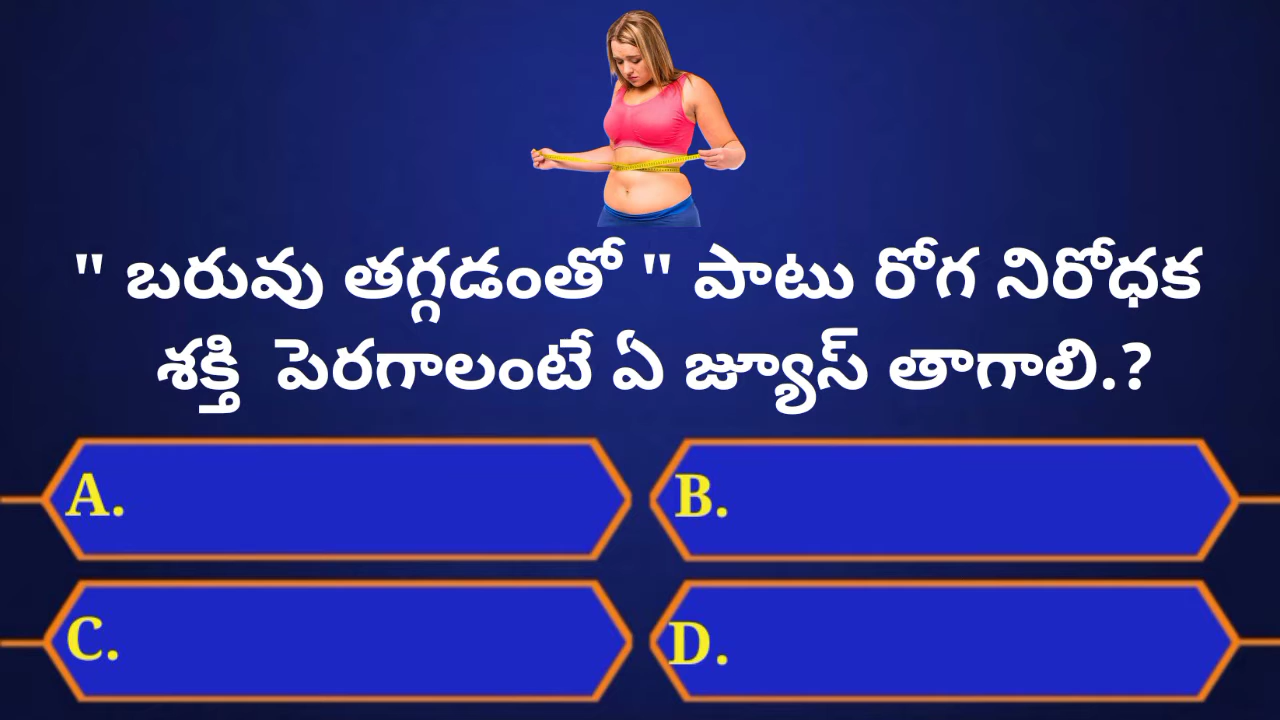 " బరువు తగ్గడంతో " పాటు రోగ నిరోధక
శక్తి పెరగాలంటే ఏ జ్యూస్ తాగాలి.?
A.
B.
C.
D.